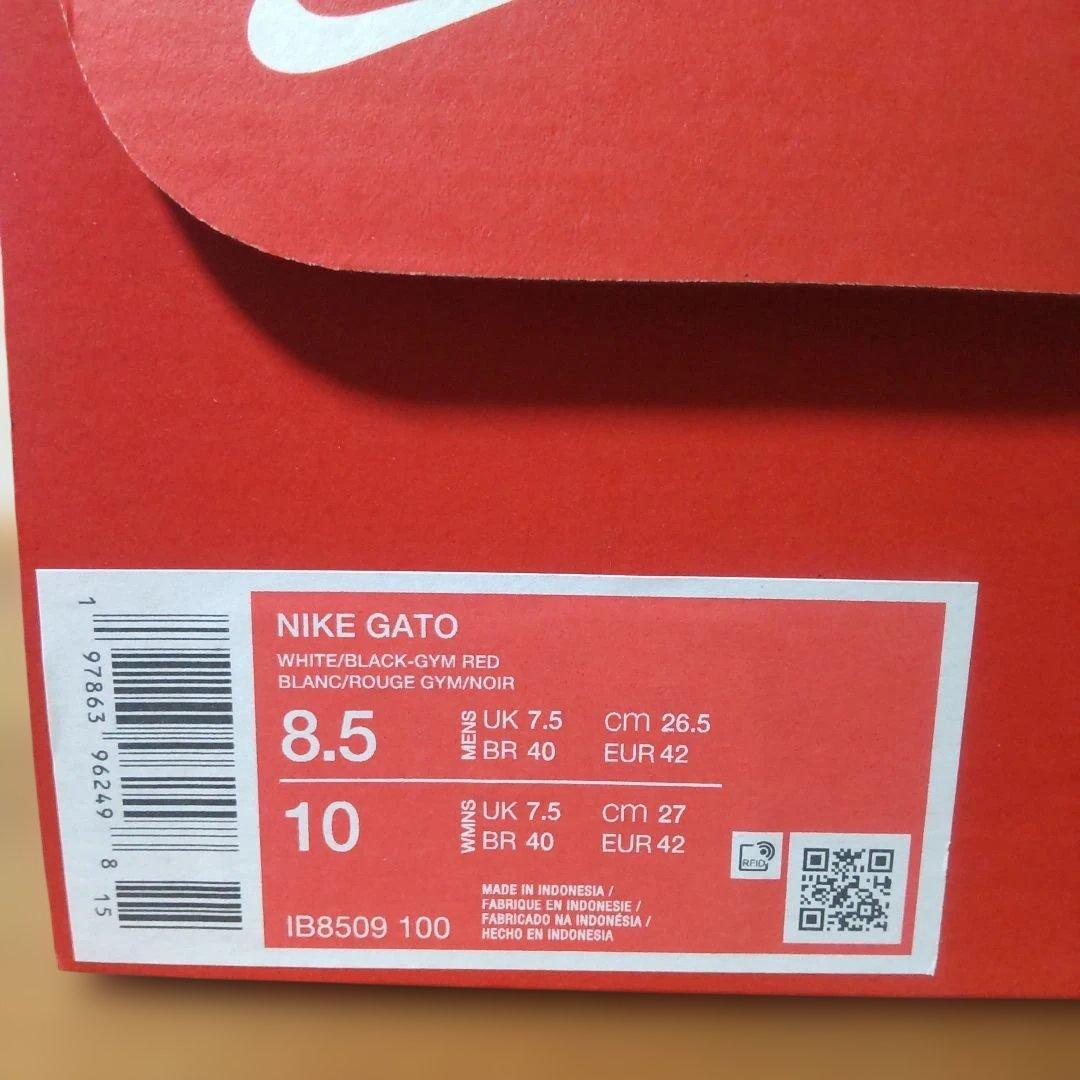 NIKE GATO
WHITE/BLACK-GYM RED
BLANC/ROUGE GYM/NOIR
8.5 MENS UK 7.5 cm 26.5
BR 40 EUR 42
10 WMNS UK 7.5 cm 27
BR 40 EUR 42
RFID
MADE IN INDONESIA /
FABRIQUE EN INDONESIE /
FABRICADO NA INDONÉSIA /
HECHO EN INDONESIA
IB8509 100
1 97863 96249 8 15